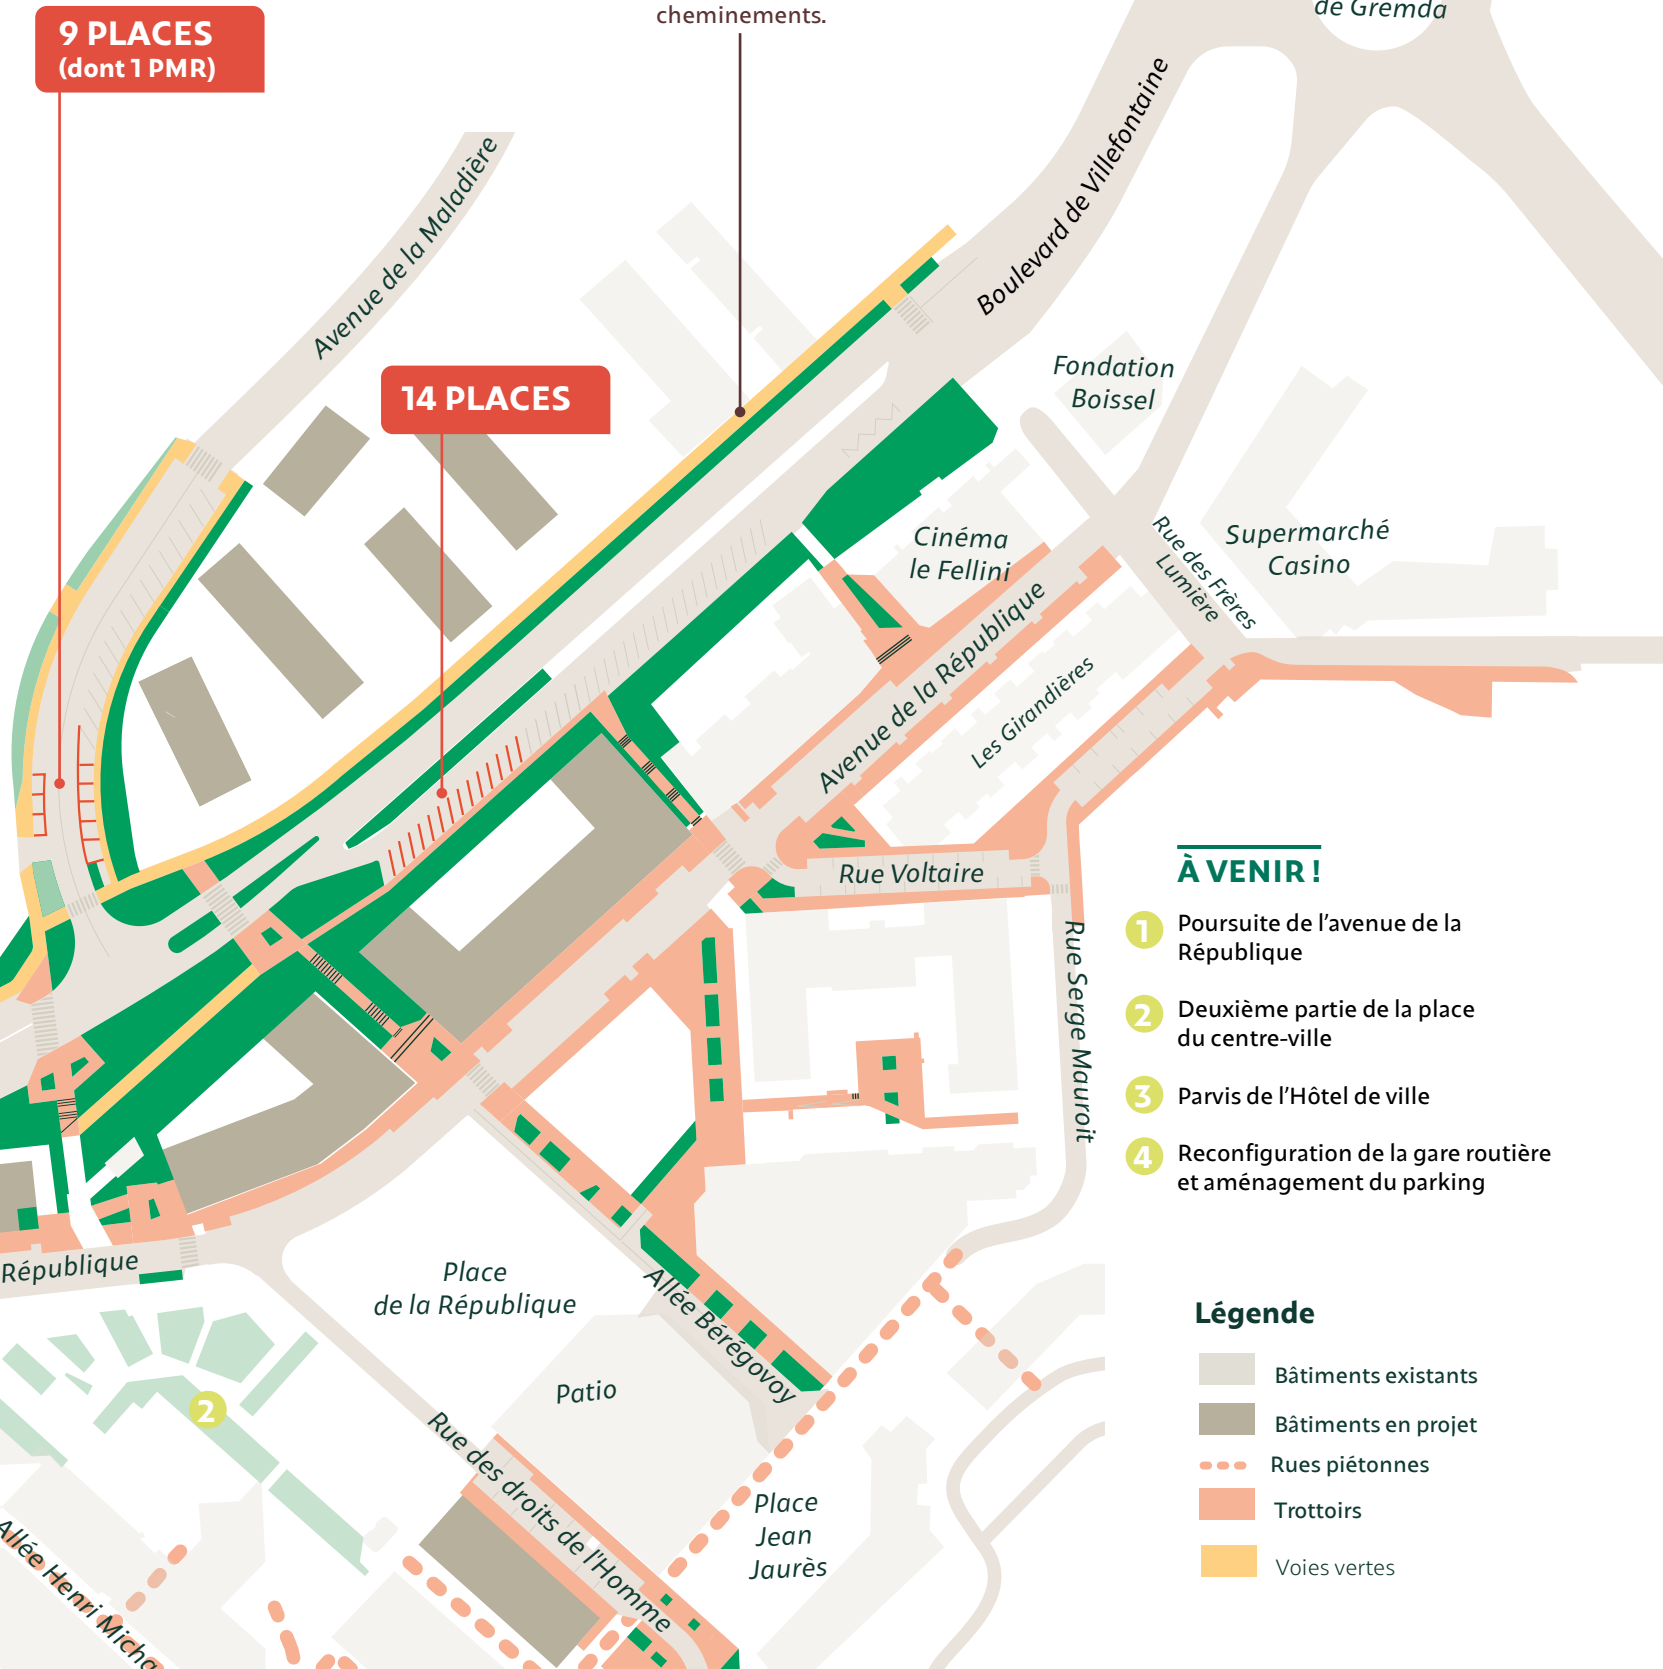 cheminements.
de Gremda
9 PLACES
(dont 1 PMR)
Avenue de la Maladière
Boulevard de Villefontaine
14 PLACES
Fondation
Boissel
Cinéma
le Fellini
Rue des Frères
Lumière
Supermarché
Casino
Avenue de la République
Les Girandières
Rue Voltaire
Rue Serge Mauroit
À VENIR !
1 Poursuite de l’avenue de la
République
2 Deuxième partie de la place
du centre-ville
3 Parvis de l’Hôtel de ville
4 Reconfiguration de la gare routière
et aménagement du parking
République
Place
de la République
Allée Bérégovoy
Patio
2
Rue des droits de l'Homme
Place
Jean
Jaurès
Allée Henri Micha
Légende
Bâtiments existants
Bâtiments en projet
Rues piétonnes
Trottoirs
Voies vertes